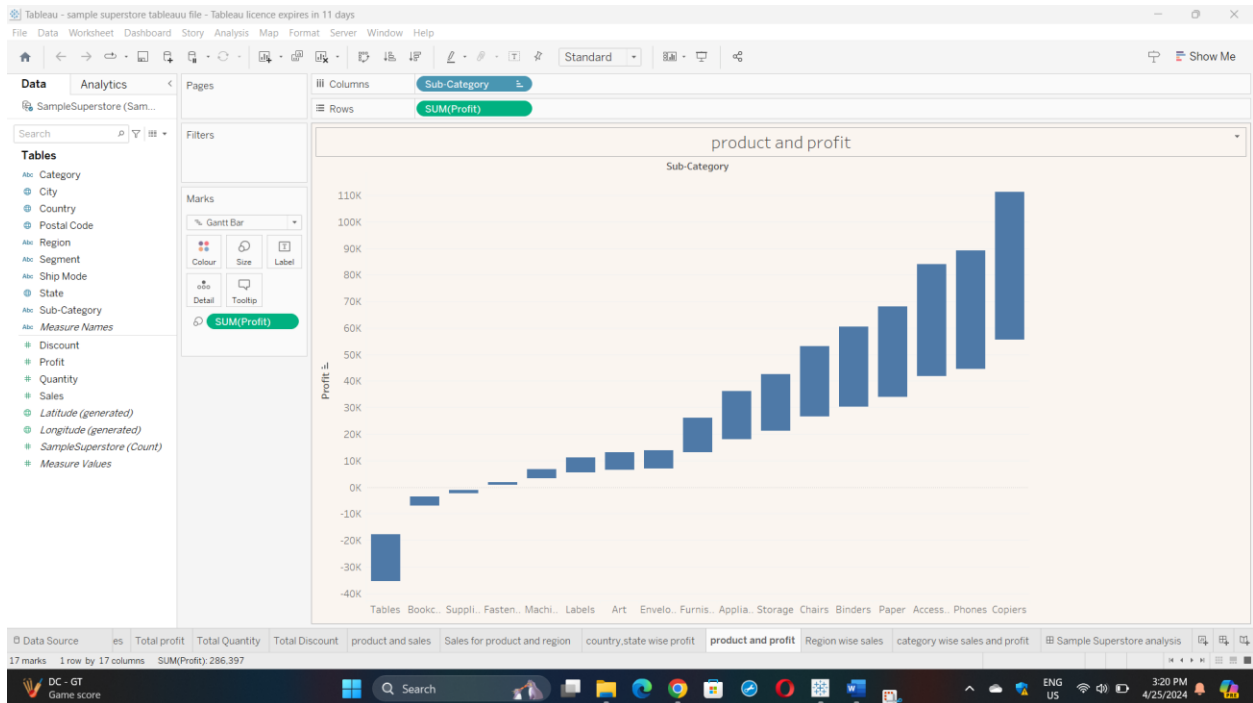 Tableau - sample superstore tableauu file - Tableau licence expires in 11 days
File Data Worksheet Dashboard Story Analysis Map Format Server Window Help
Standard Show Me
Data Analytics
SampleSuperstore (Sam...
Search
Tables
Abc Category
City
Country
Postal Code
Abc Region
Abc Segment
Abc Ship Mode
State
Abc Sub-Category
Abc Measure Names
# Discount
# Profit
# Quantity
# Sales
Latitude (generated)
Longitude (generated)
# SampleSuperstore (Count)
# Measure Values
Pages
Filters
Marks
Gantt Bar
Colour Size Label
Detail Tooltip
SUM(Profit)
Columns Sub-Category
Rows SUM(Profit)
product and profit
Sub-Category
Profit
110K
100K
90K
80K
70K
60K
50K
40K
30K
20K
10K
0K
-10K
-20K
-30K
-40K
Tables Bookc.. Suppli.. Fasten.. Machi.. Labels Art Envelo.. Furnis.. Applia.. Storage Chairs Binders Paper Access.. Phones Copiers
Data Source es Total profit Total Quantity Total Discount product and sales Sales for product and region country,state wise profit product and profit Region wise sales category wise sales and profit Sample Superstore analysis
17 marks 1 row by 17 columns SUM(Profit): 286,397
DC - GT
Game score
Search
ENG
US
3:20 PM
4/25/2024
PRE